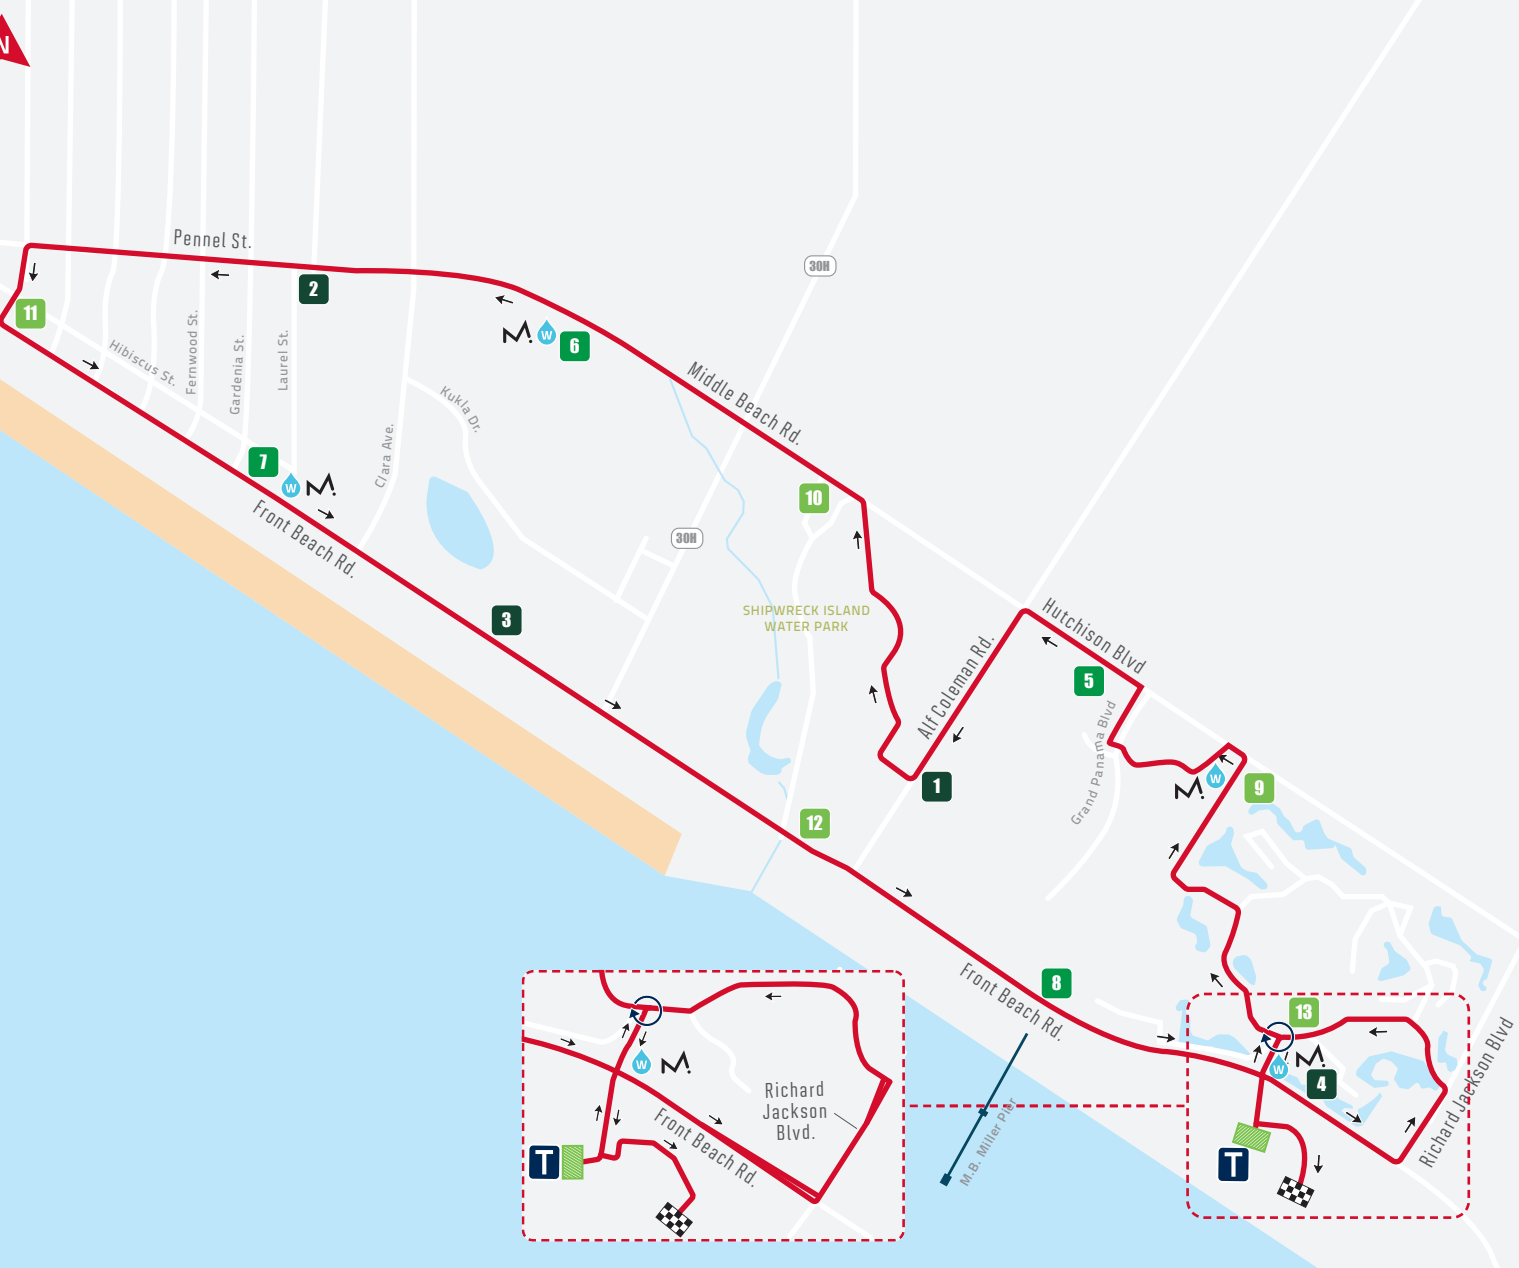 N
Pennel St.
2
11
30H
6
W
M.
Middle Beach Rd.
Hibiscus St.
Fernwood St.
Gardenia St.
Laurel St.
Clara Ave.
Kukla Dr.
7
W
M.
Front Beach Rd.
10
30H
3
SHIPWRECK ISLAND
WATER PARK
Alf Coleman Rd.
Hutchison Blvd
5
Grand Panama Blvd
1
W
M.
9
12
Front Beach Rd.
8
13
W
M.
4
Richard Jackson Blvd
T
M.B. Miller Pier
W
M.
Richard
Jackson
Blvd.
Front Beach Rd.
T